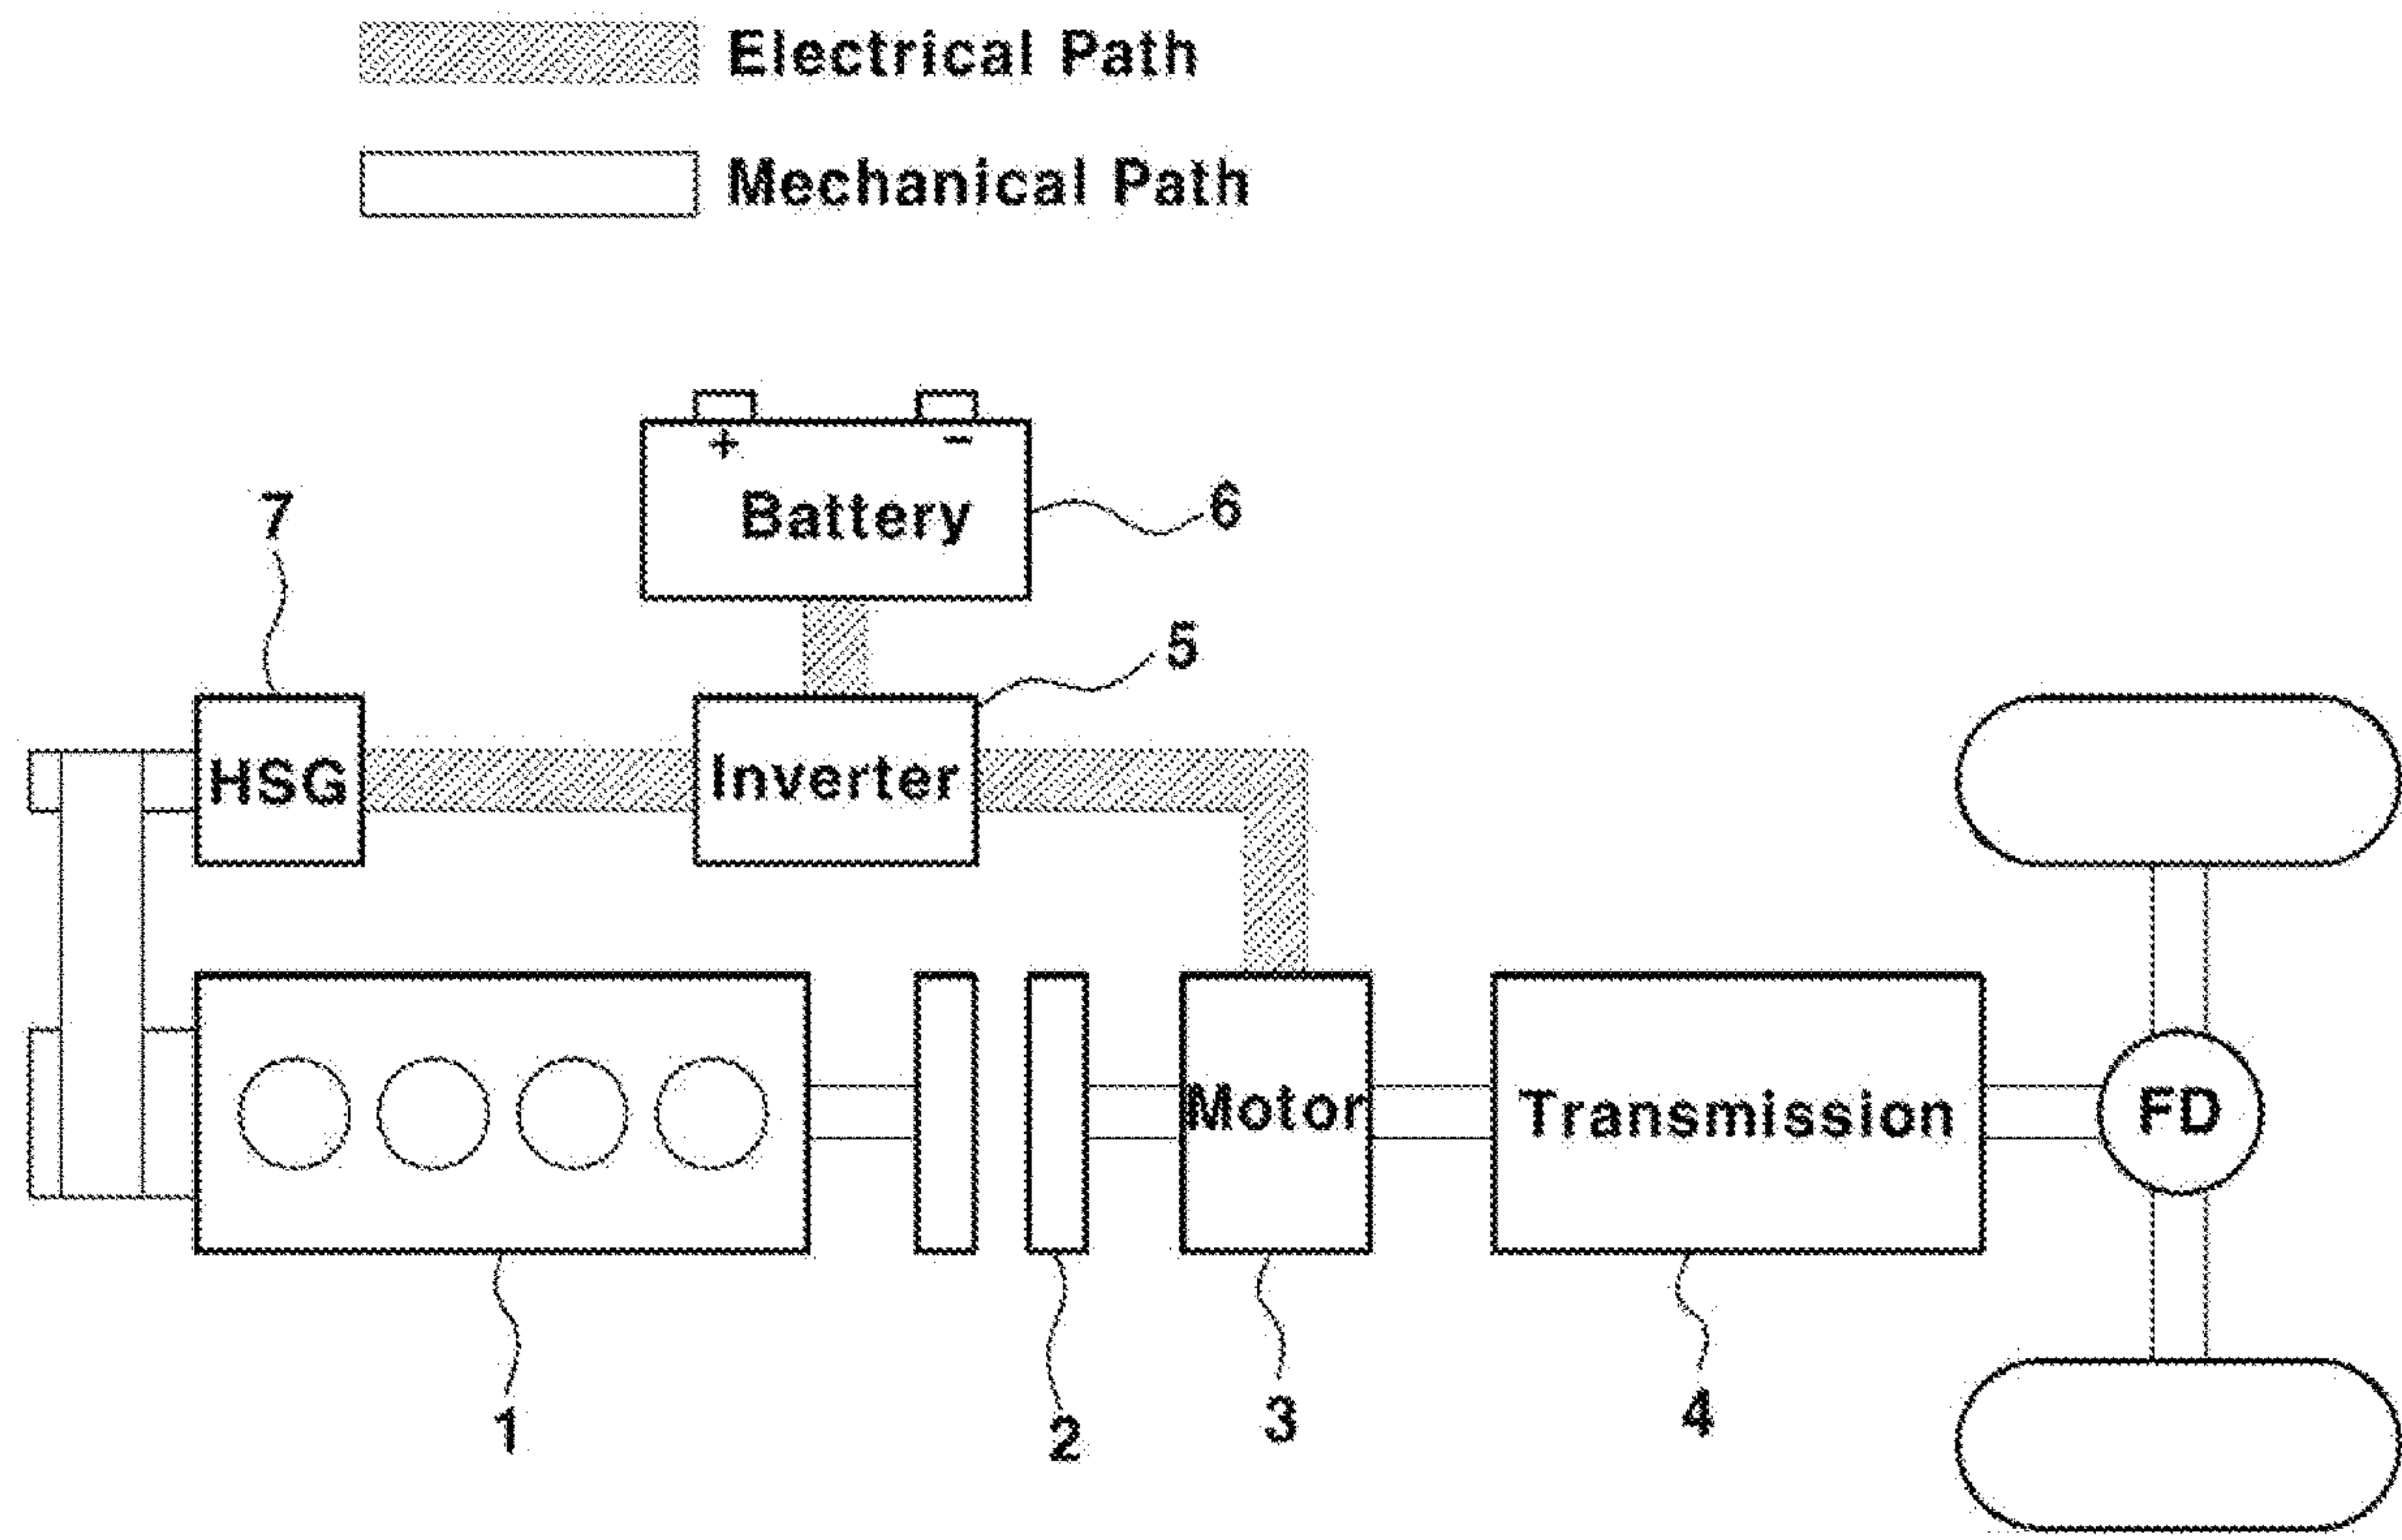 Electrical Path
Mechanical Path
+ −
Battery
6
7
5
HSG
Inverter
Motor
Transmission
FD
1
2
3
4